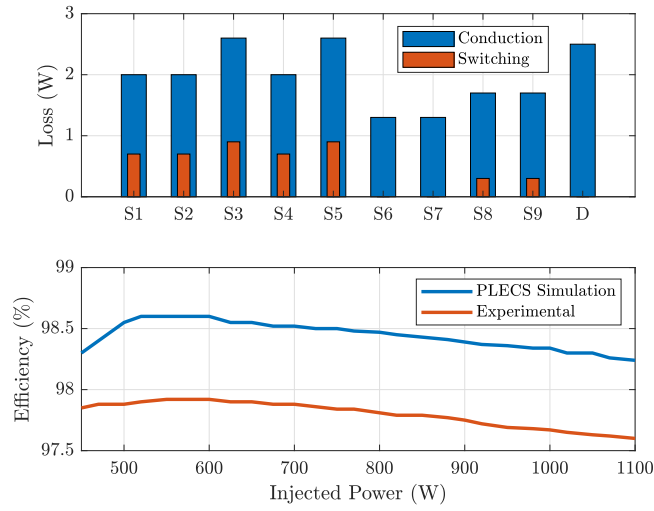 3
2
1
0
Loss (W)
Conduction
Switching
S1 S2 S3 S4 S5 S6 S7 S8 S9 D
99
98.5
98
97.5
Efficiency (%)
PLECS Simulation
Experimental
500 600 700 800 900 1000 1100
Injected Power (W)